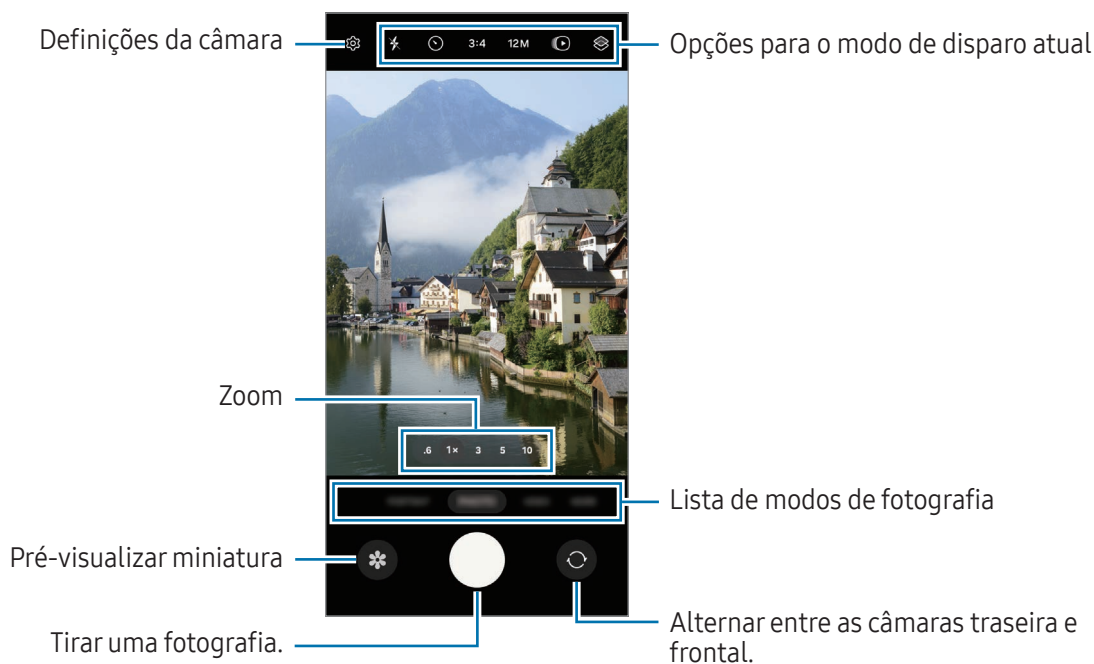 Definições da câmara
3:4 12M
Opções para o modo de disparo atual
Zoom
.6 1× 3 5 10
Lista de modos de fotografia
Pré-visualizar miniatura
Tirar uma fotografia.
Alternar entre as câmaras traseira e
frontal.